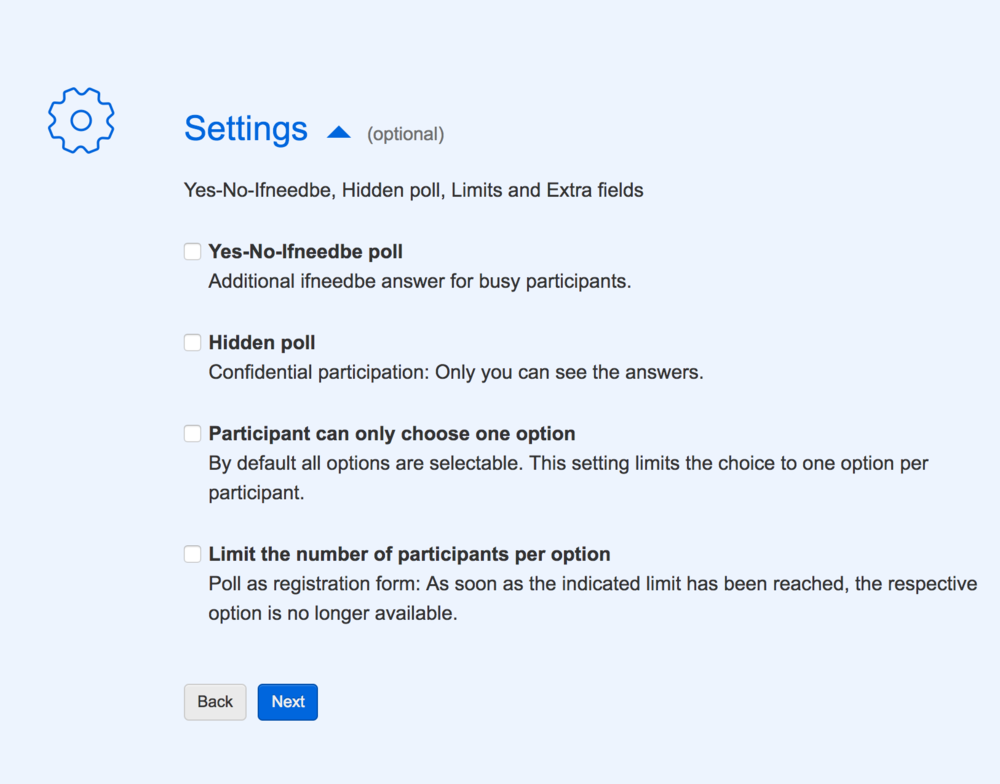 Settings (optional)
Yes-No-Ifneedbe, Hidden poll, Limits and Extra fields
Yes-No-Ifneedbe poll
Additional ifneedbe answer for busy participants.
Hidden poll
Confidential participation: Only you can see the answers.
Participant can only choose one option
By default all options are selectable. This setting limits the choice to one option per
participant.
Limit the number of participants per option
Poll as registration form: As soon as the indicated limit has been reached, the respective
option is no longer available.
Back Next